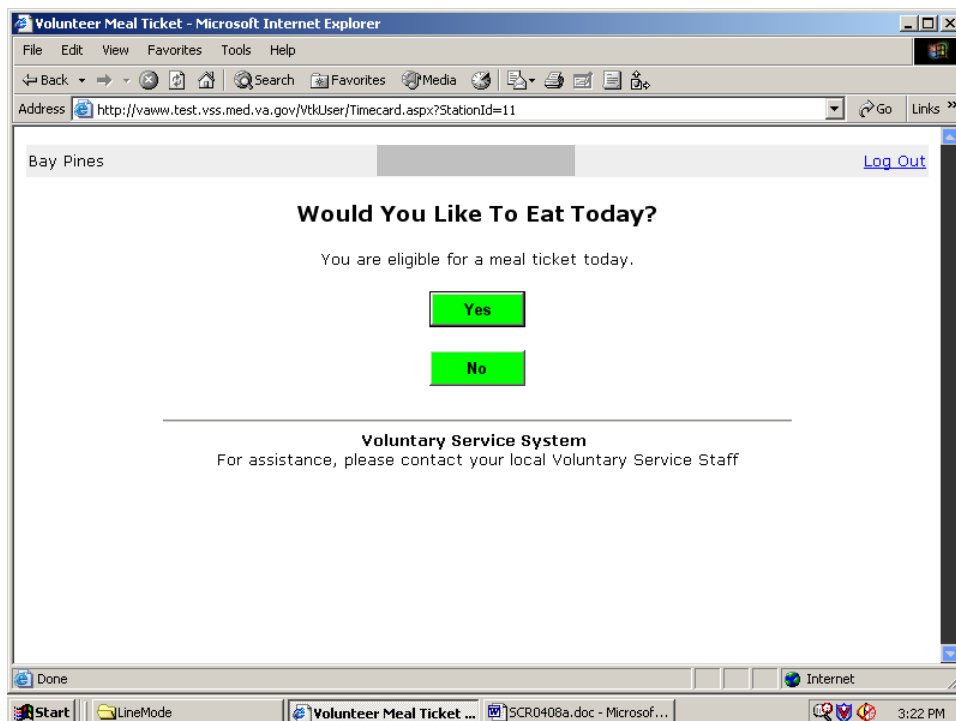 Volunteer Meal Ticket - Microsoft Internet Explorer
File Edit View Favorites Tools Help
Back Search Favorites Media
Address http://vaww.test.vss.med.va.gov/VtkUser/Timecard.aspx?StationId=11 Go Links »
Bay Pines Log Out
Would You Like To Eat Today?
You are eligible for a meal ticket today.
Yes
No
Voluntary Service System
For assistance, please contact your local Voluntary Service Staff
Done Internet
Start LineMode Volunteer Meal Ticket ... SCR0408a.doc - Microsof... 3:22 PM